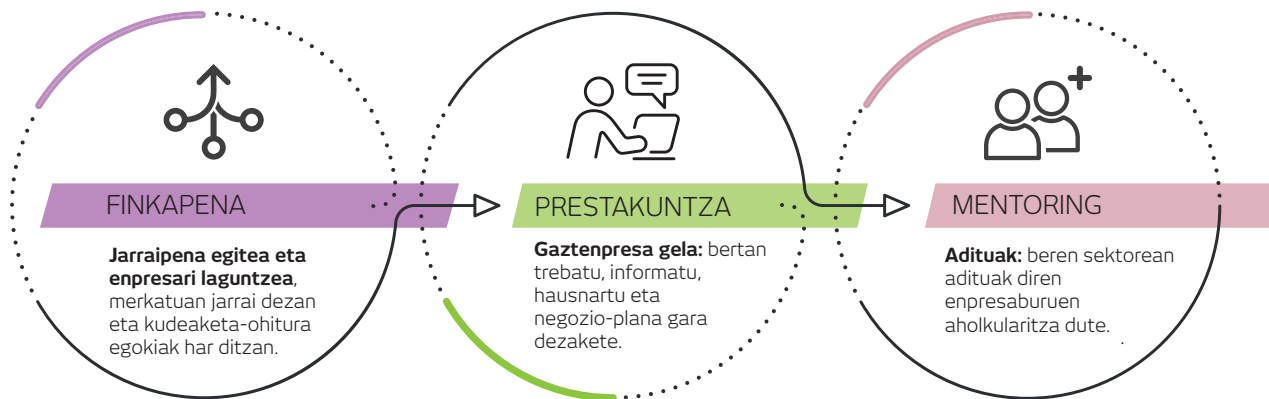 FINKAPENA
Jarraipena egitea eta
enpresari laguntzea,
merkatuan jarrai dezan
eta kudeaketa-ohitura
egokiak har ditzan.
PRESTAKUNTZA
Gaztenpresa gela: bertan
trebatu, informatu,
hausnartu eta
negozio-plana gara
dezakete.
MENTORING
Adituak: beren sektorean
adituak diren
enpresaburuen
aholkularitza dute.